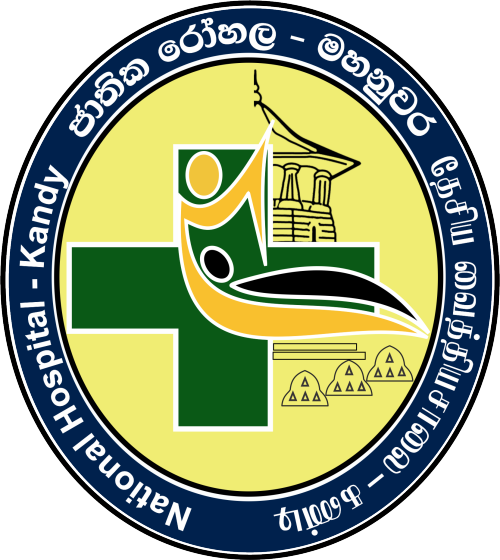 ජාතික රෝහල - මහනුවර
தேசிய வைத்தியசாலை - கண்டி
National Hospital - Kandy